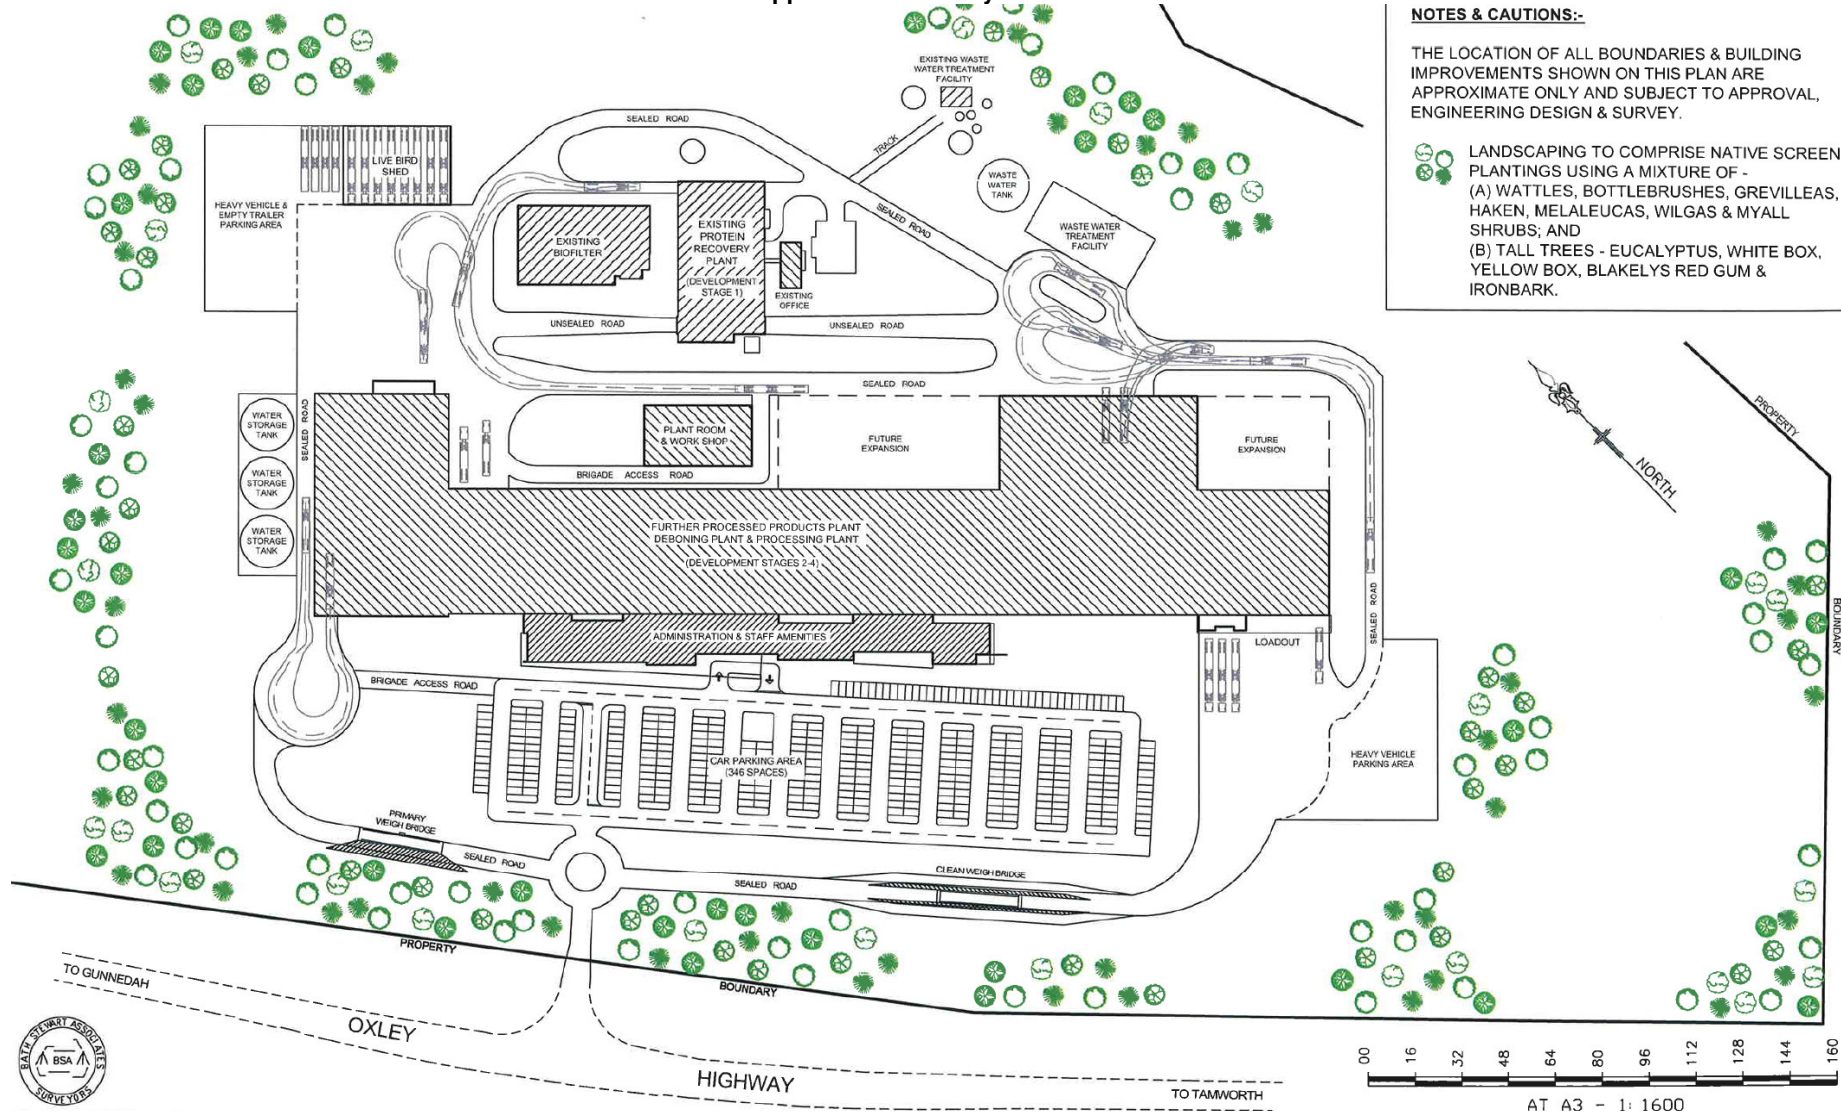 NOTES & CAUTIONS:-
THE LOCATION OF ALL BOUNDARIES & BUILDING
IMPROVEMENTS SHOWN ON THIS PLAN ARE
APPROXIMATE ONLY AND SUBJECT TO APPROVAL,
ENGINEERING DESIGN & SURVEY.
LANDSCAPING TO COMPRISE NATIVE SCREEN
PLANTINGS USING A MIXTURE OF -
(A) WATTLES, BOTTLEBRUSHES, GREVILLEAS,
HAKEN, MELALEUCAS, WILGAS & MYALL
SHRUBS; AND
(B) TALL TREES - EUCALYPTUS, WHITE BOX,
YELLOW BOX, BLAKELYS RED GUM &
IRONBARK.
EXISTING WASTE
WATER TREATMENT
FACILITY
SEALED ROAD
TRACK
LIVE BIRD
SHED
WASTE
WATER
TANK
HEAVY VEHICLE &
EMPTY TRAILER
PARKING AREA
EXISTING
BIOFILTER
EXISTING
PROTEIN
RECOVERY
PLANT
(DEVELOPMENT
STAGE 1)
SEALED ROAD
WASTE WATER
TREATMENT
FACILITY
EXISTING
OFFICE
UNSEALED ROAD
UNSEALED ROAD
SEALED ROAD
WATER
STORAGE
TANK
WATER
STORAGE
TANK
WATER
STORAGE
TANK
SEALED ROAD
PLANT ROOM
& WORK SHOP
FUTURE
EXPANSION
FUTURE
EXPANSION
BRIGADE ACCESS ROAD
PROPERTY
BOUNDARY
NORTH
FURTHER PROCESSED PRODUCTS PLANT
DEBONING PLANT & PROCESSING PLANT
(DEVELOPMENT STAGES 2-4)
SEALED ROAD
ADMINISTRATION & STAFF AMENITIES
LOADOUT
BRIGADE ACCESS ROAD
CAR PARKING AREA
(346 SPACES)
HEAVY VEHICLE
PARKING AREA
PRIMARY
WEIGH BRIDGE
SEALED ROAD
SEALED ROAD
CLEAN WEIGH BRIDGE
PROPERTY
BOUNDARY
TO GUNNEDAH
OXLEY
HIGHWAY
TO TAMWORTH
BATH STEWART ASSOCIATES
BSA
SURVEYORS
00 16 32 48 64 80 96 112 128 144 160
AT A3 - 1:1600